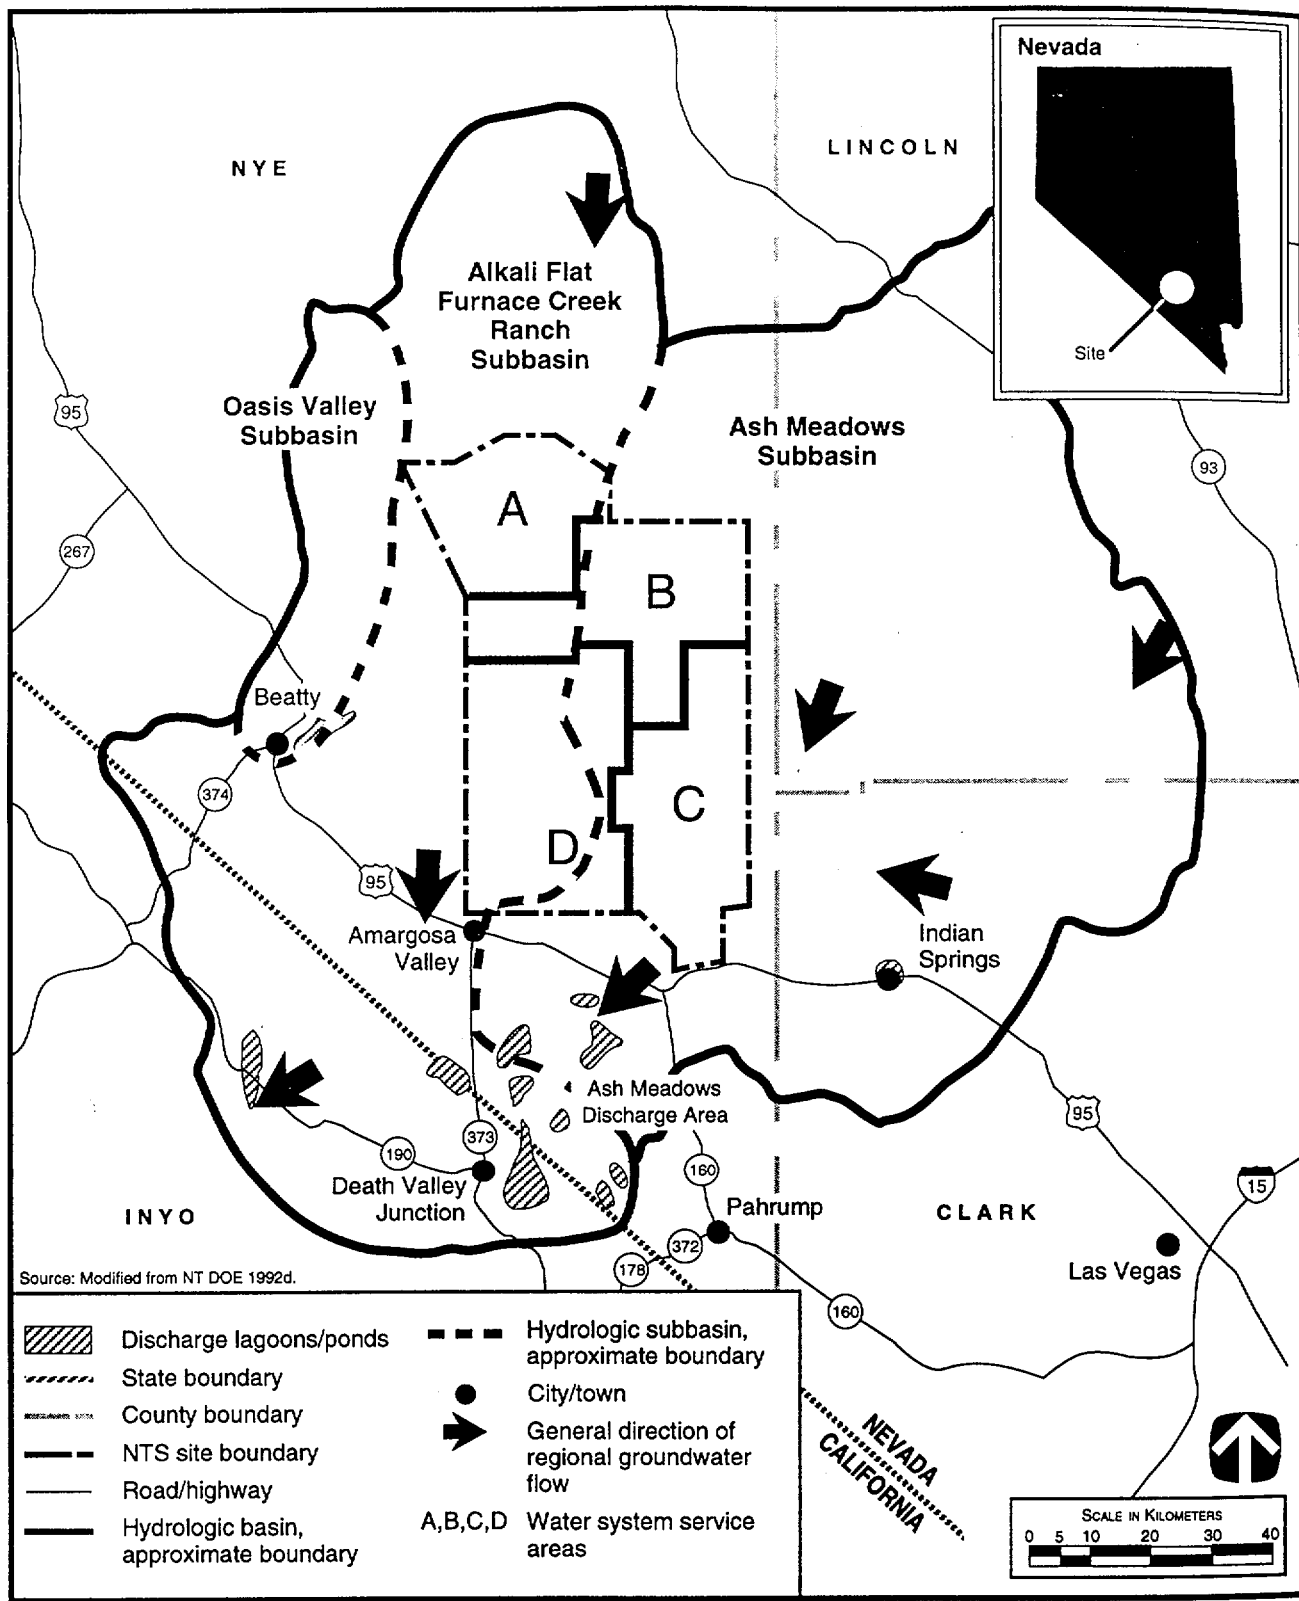 Nevada
Site
NYE
LINCOLN
Alkali Flat
Furnace Creek
Ranch
Subbasin
Oasis Valley
Subbasin
Ash Meadows
Subbasin
95
93
267
A
B
Beatty
374
C
D
95
Amargosa
Valley
Indian
Springs
Ash Meadows
Discharge Area
95
373
190
160
15
Death Valley
Junction
INYO
Pahrump
CLARK
372
178
Las Vegas
160
Source: Modified from NT DOE 1992d.
Discharge lagoons/ponds
State boundary
County boundary
NTS site boundary
Road/highway
Hydrologic basin,
approximate boundary
Hydrologic subbasin,
approximate boundary
City/town
General direction of
regional groundwater
flow
A,B,C,D Water system service
areas
NEVADA
CALIFORNIA
SCALE IN KILOMETERS
0 5 10 20 30 40